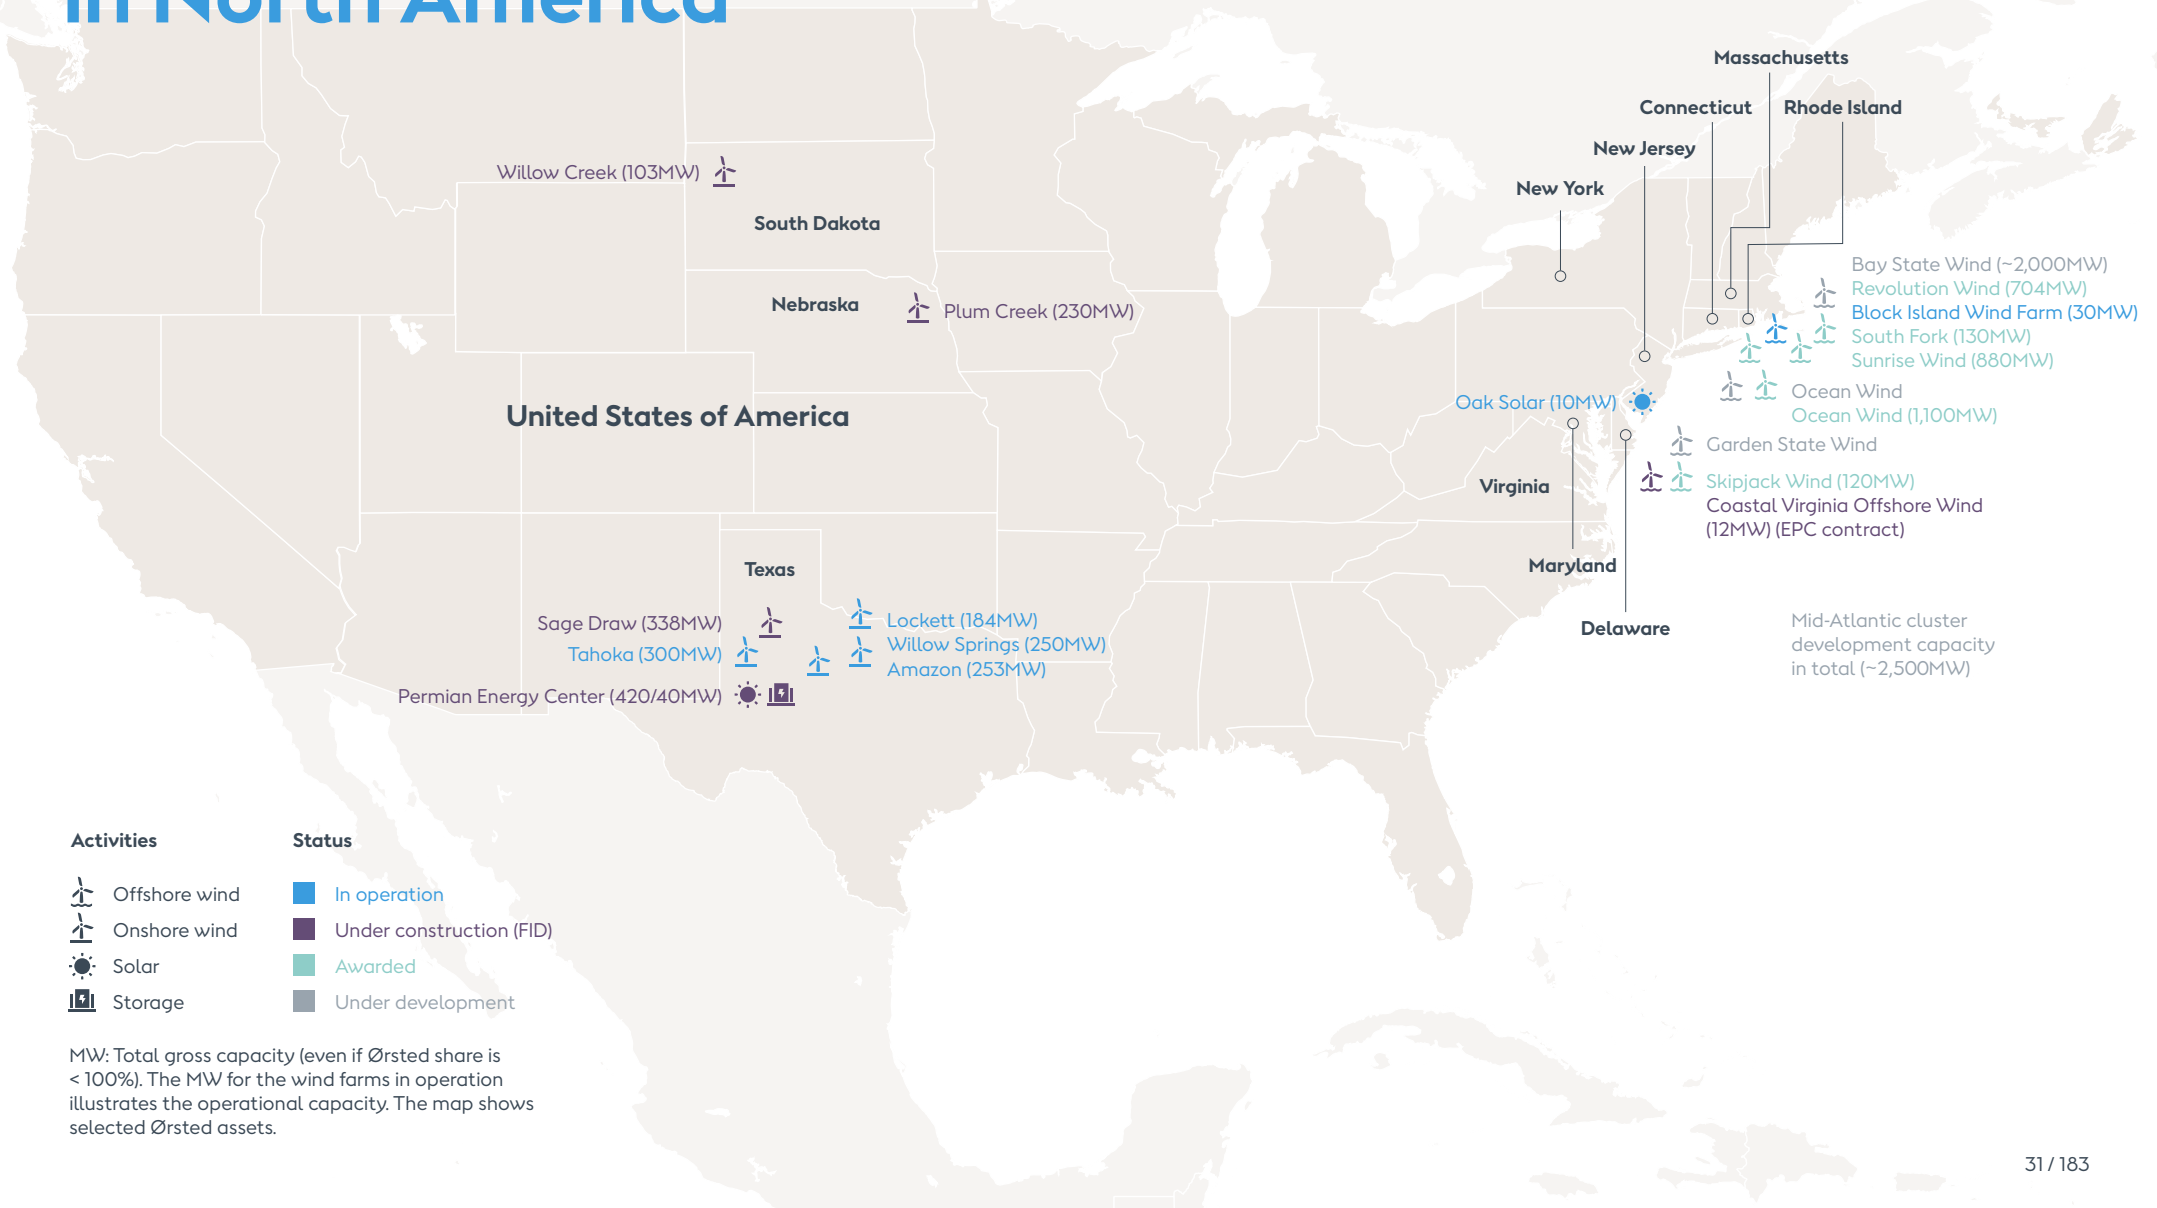 in North America
Massachusetts
Connecticut
Rhode Island
New Jersey
New York
Willow Creek (103MW)
South Dakota
Nebraska
Plum Creek (230MW)
Bay State Wind (~2,000MW)
Revolution Wind (704MW)
Block Island Wind Farm (30MW)
South Fork (130MW)
Sunrise Wind (880MW)
Ocean Wind
Ocean Wind (1,100MW)
Oak Solar (10MW)
United States of America
Garden State Wind
Virginia
Skipjack Wind (120MW)
Coastal Virginia Offshore Wind
(12MW) (EPC contract)
Maryland
Delaware
Texas
Sage Draw (338MW)
Tahoka (300MW)
Lockett (184MW)
Willow Springs (250MW)
Amazon (253MW)
Permian Energy Center (420/40MW)
Mid-Atlantic cluster
development capacity
in total (~2,500MW)
Activities
Offshore wind
Onshore wind
Solar
Storage
Status
In operation
Under construction (FID)
Awarded
Under development
MW: Total gross capacity (even if Ørsted share is
< 100%). The MW for the wind farms in operation
illustrates the operational capacity. The map shows
selected Ørsted assets.
31 / 183